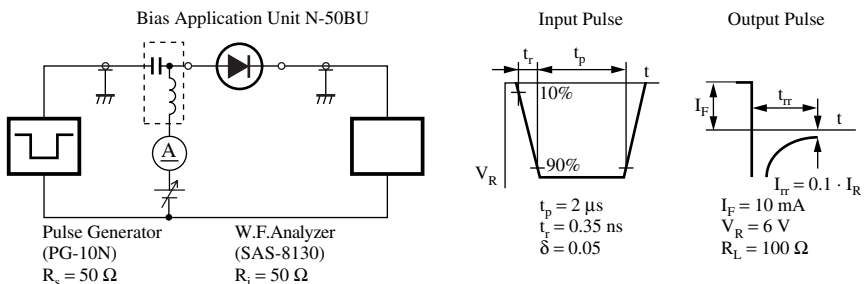 Bias Application Unit N-50BU
A
Pulse Generator
(PG-10N)
R_s = 50 Ω
W.F.Analyzer
(SAS-8130)
R_i = 50 Ω
Input Pulse
t_r
t_p
t
10%
V_R
90%
t_p = 2 μs
t_r = 0.35 ns
δ = 0.05
Output Pulse
I_F
t_rr
t
I_rr = 0.1 · I_R
I_F = 10 mA
V_R = 6 V
R_L = 100 Ω